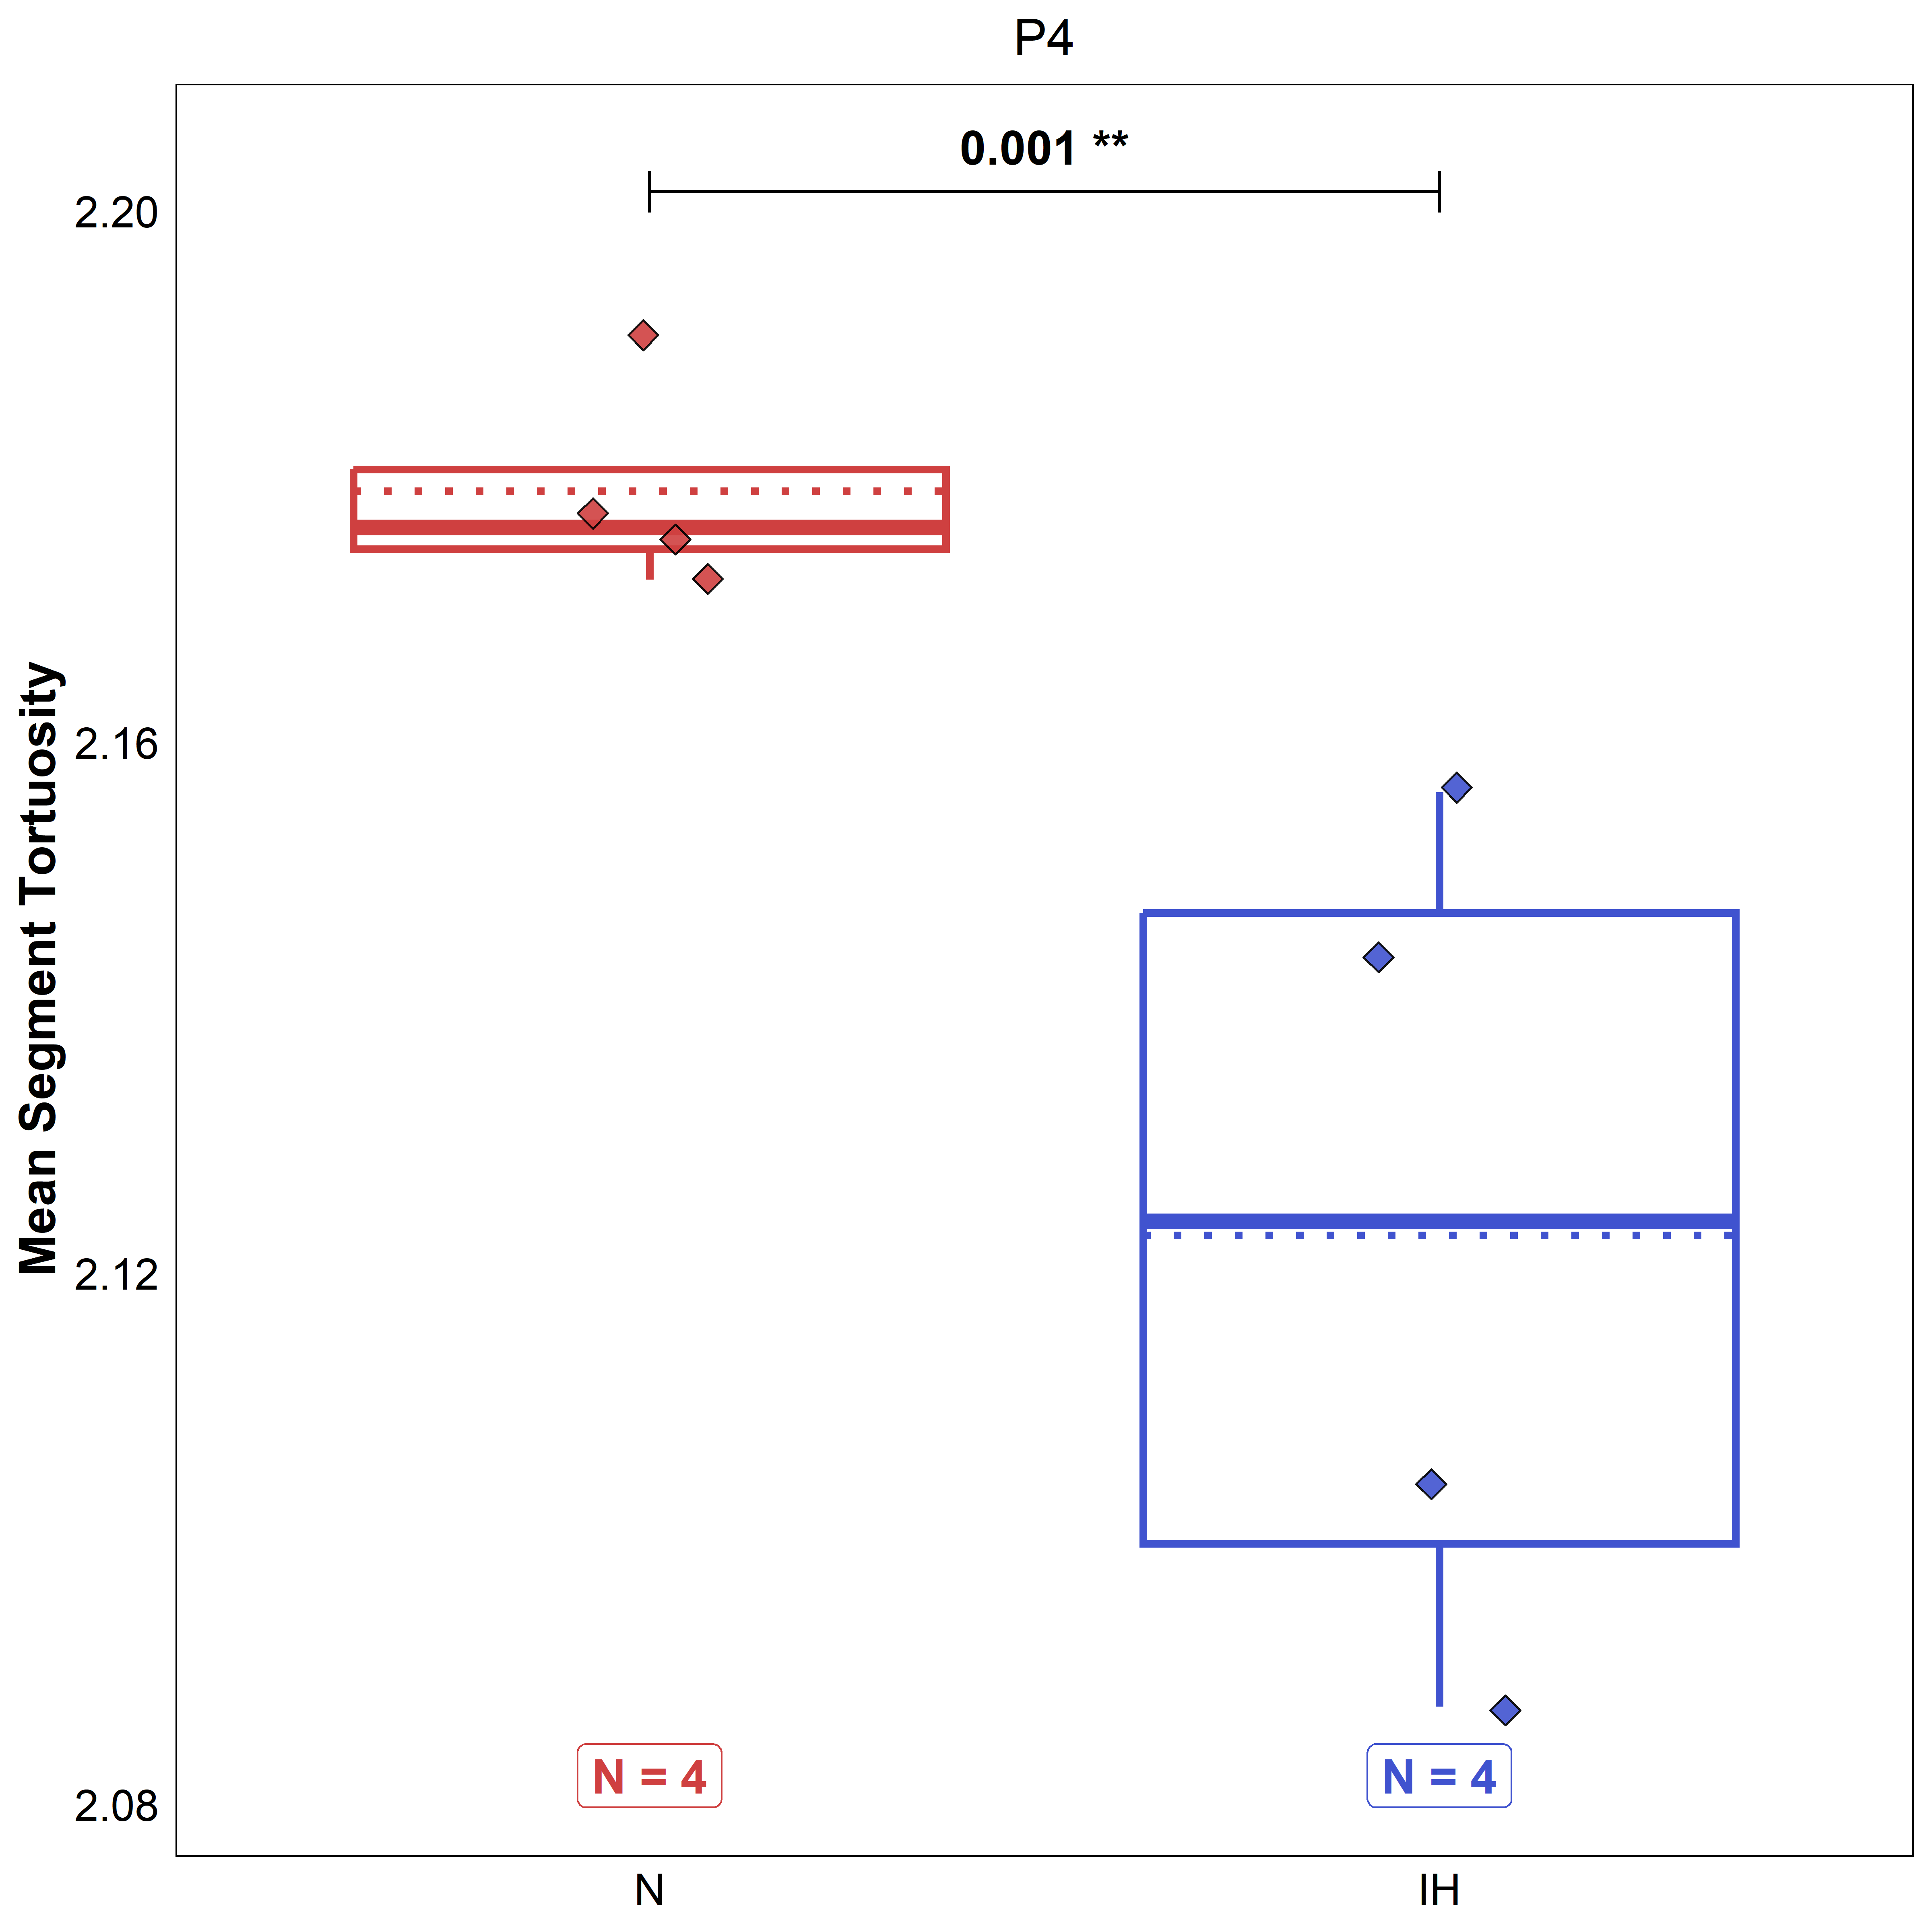 P4
0.001 **
2.20
2.16
2.12
2.08
Mean Segment Tortuosity
N = 4
N = 4
N
IH